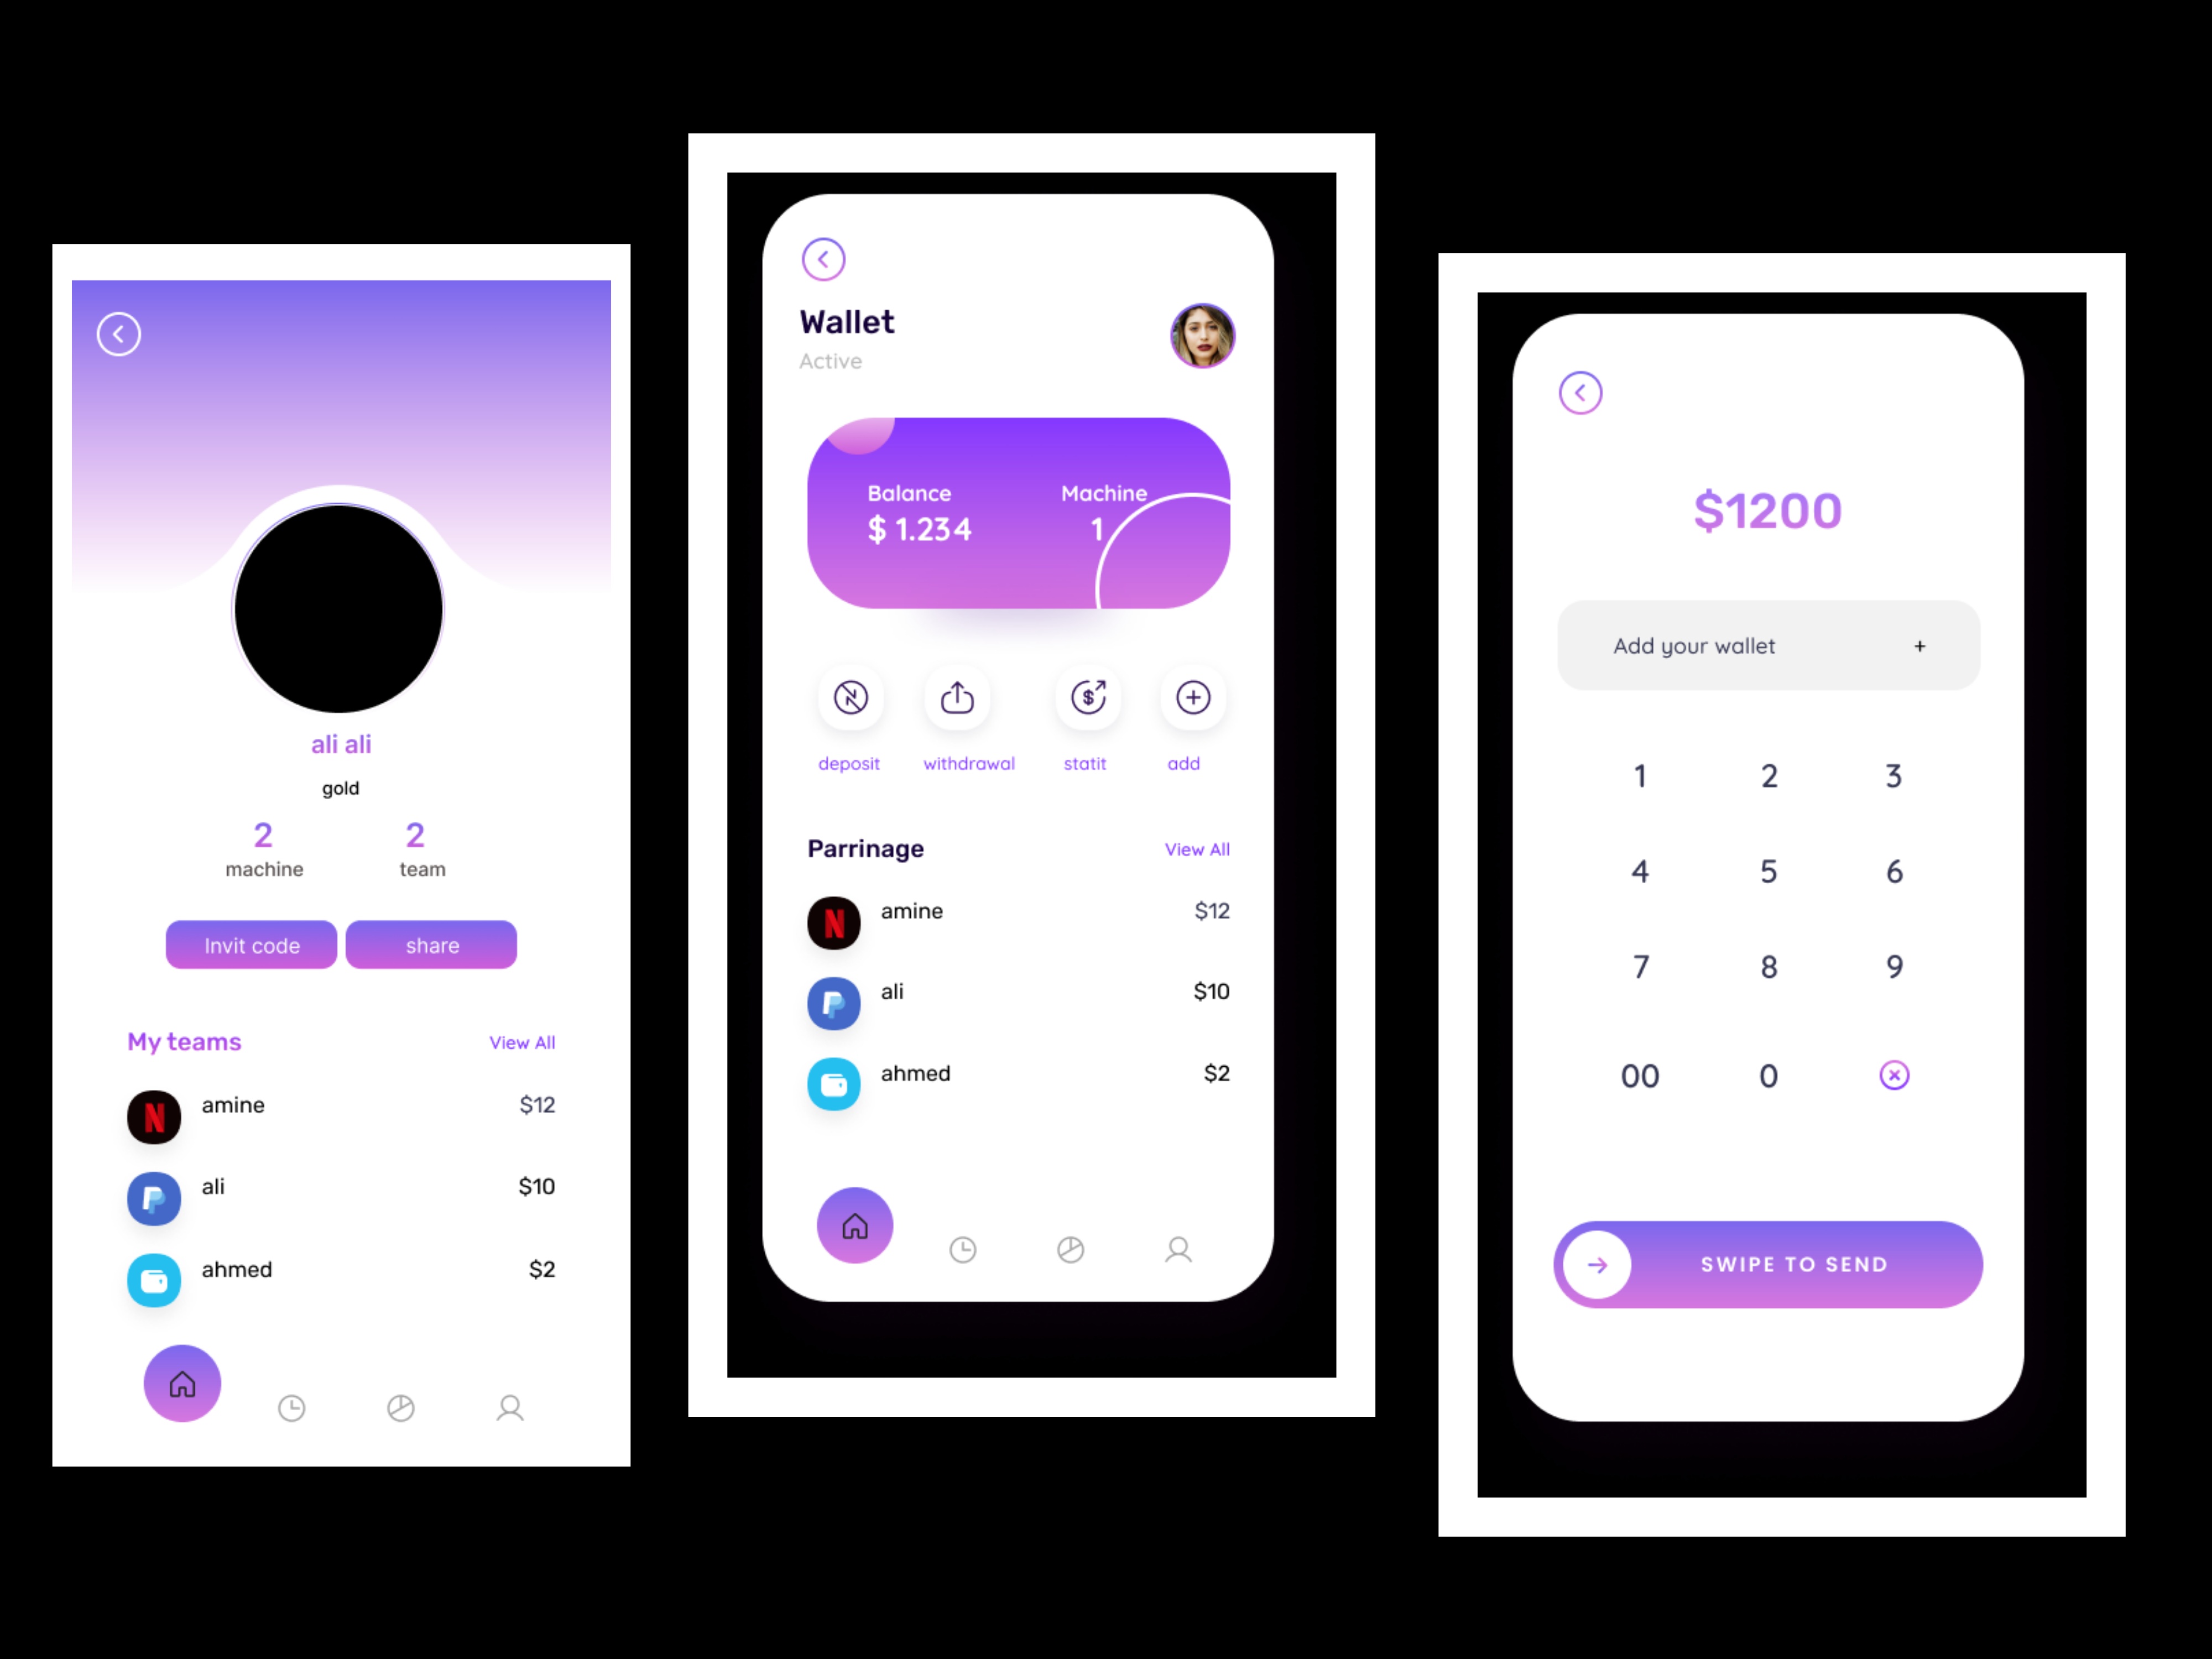 ali ali
gold
2 2
machine team
Invit code share
My teams View All
N amine $12
P ali $10
ahmed $2
Wallet
Active
Balance Machine
$ 1.234 1
deposit withdrawal statit add
Parrinage View All
N amine $12
P ali $10
ahmed $2
$1200
Add your wallet +
1 2 3
4 5 6
7 8 9
00 0
SWIPE TO SEND